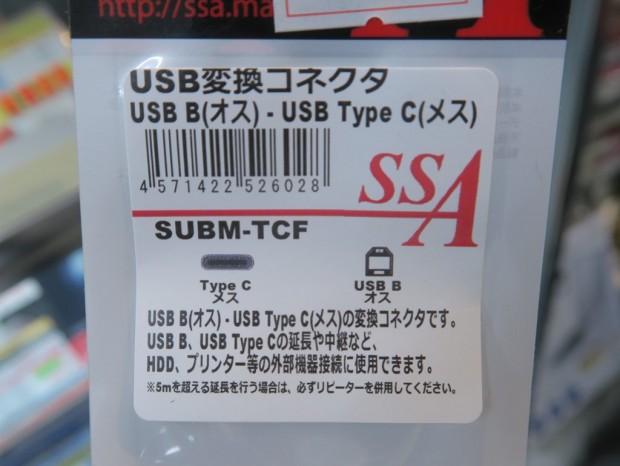 http://ssa.ma
USB変換コネクタ
USB B(オス) - USB Type C(メス)
4 571422 526028
SSA
SUBM-TCF
Type C
メス
USB B
オス
USB B(オス) - USB Type C(メス)の変換コネクタです。
USB B、USB Type Cの延長や中継など、
HDD、プリンター等の外部機器接続に使用できます。
※5mを超える延長を行う場合は、必ずリピーターを併用してください。